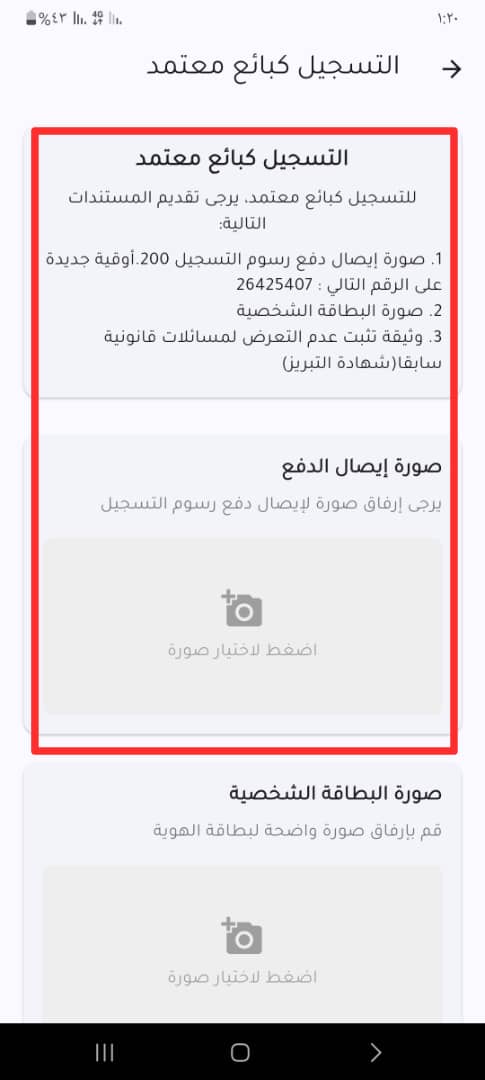 ١:٢٠
%٤٣
4G
التسجيل كبائع معتمد
التسجيل كبائع معتمد
للتسجيل كبائع معتمد، يرجى تقديم المستندات
التالية:
1. صورة إيصال دفع رسوم التسجيل 200.أوقية جديدة
على الرقم التالي : 26425407
2. صورة البطاقة الشخصية
3. وثيقة تثبت عدم التعرض لمسائلات قانونية
سابقا(شهادة التبريز)
صورة إيصال الدفع
يرجى إرفاق صورة لإيصال دفع رسوم التسجيل
اضغط لاختيار صورة
صورة البطاقة الشخصية
قم بإرفاق صورة واضحة لبطاقة الهوية
اضغط لاختيار صورة